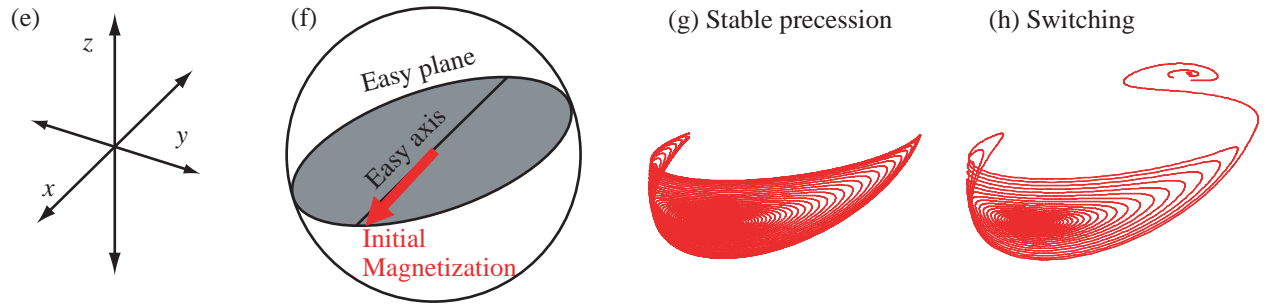 (e)
z
y
x
(f)
Easy plane
Easy axis
Initial
Magnetization
(g) Stable precession
(h) Switching